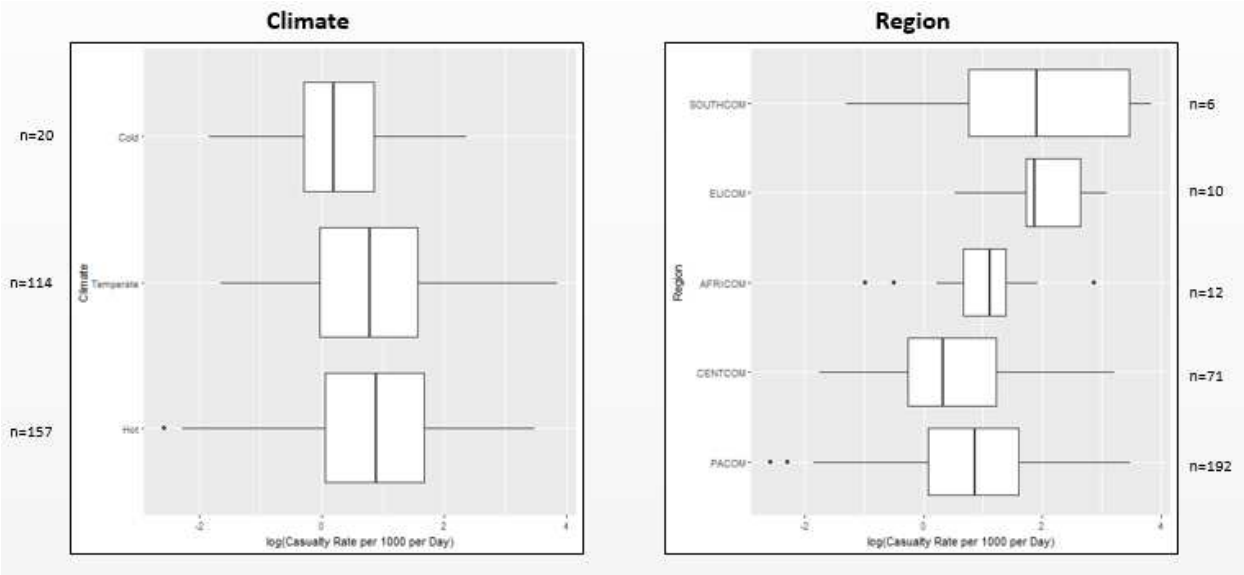 Climate
n=20
n=114
n=157
Climate
Cold
Temperate
Hot
-2
0
2
4
log(Casualty Rate per 1000 per Day)
Region
Region
SOUTHCOM
EUCOM
AFRICOM
CENTCOM
PACOM
n=6
n=10
n=12
n=71
n=192
-2
0
2
4
log(Casualty Rate per 1000 per Day)